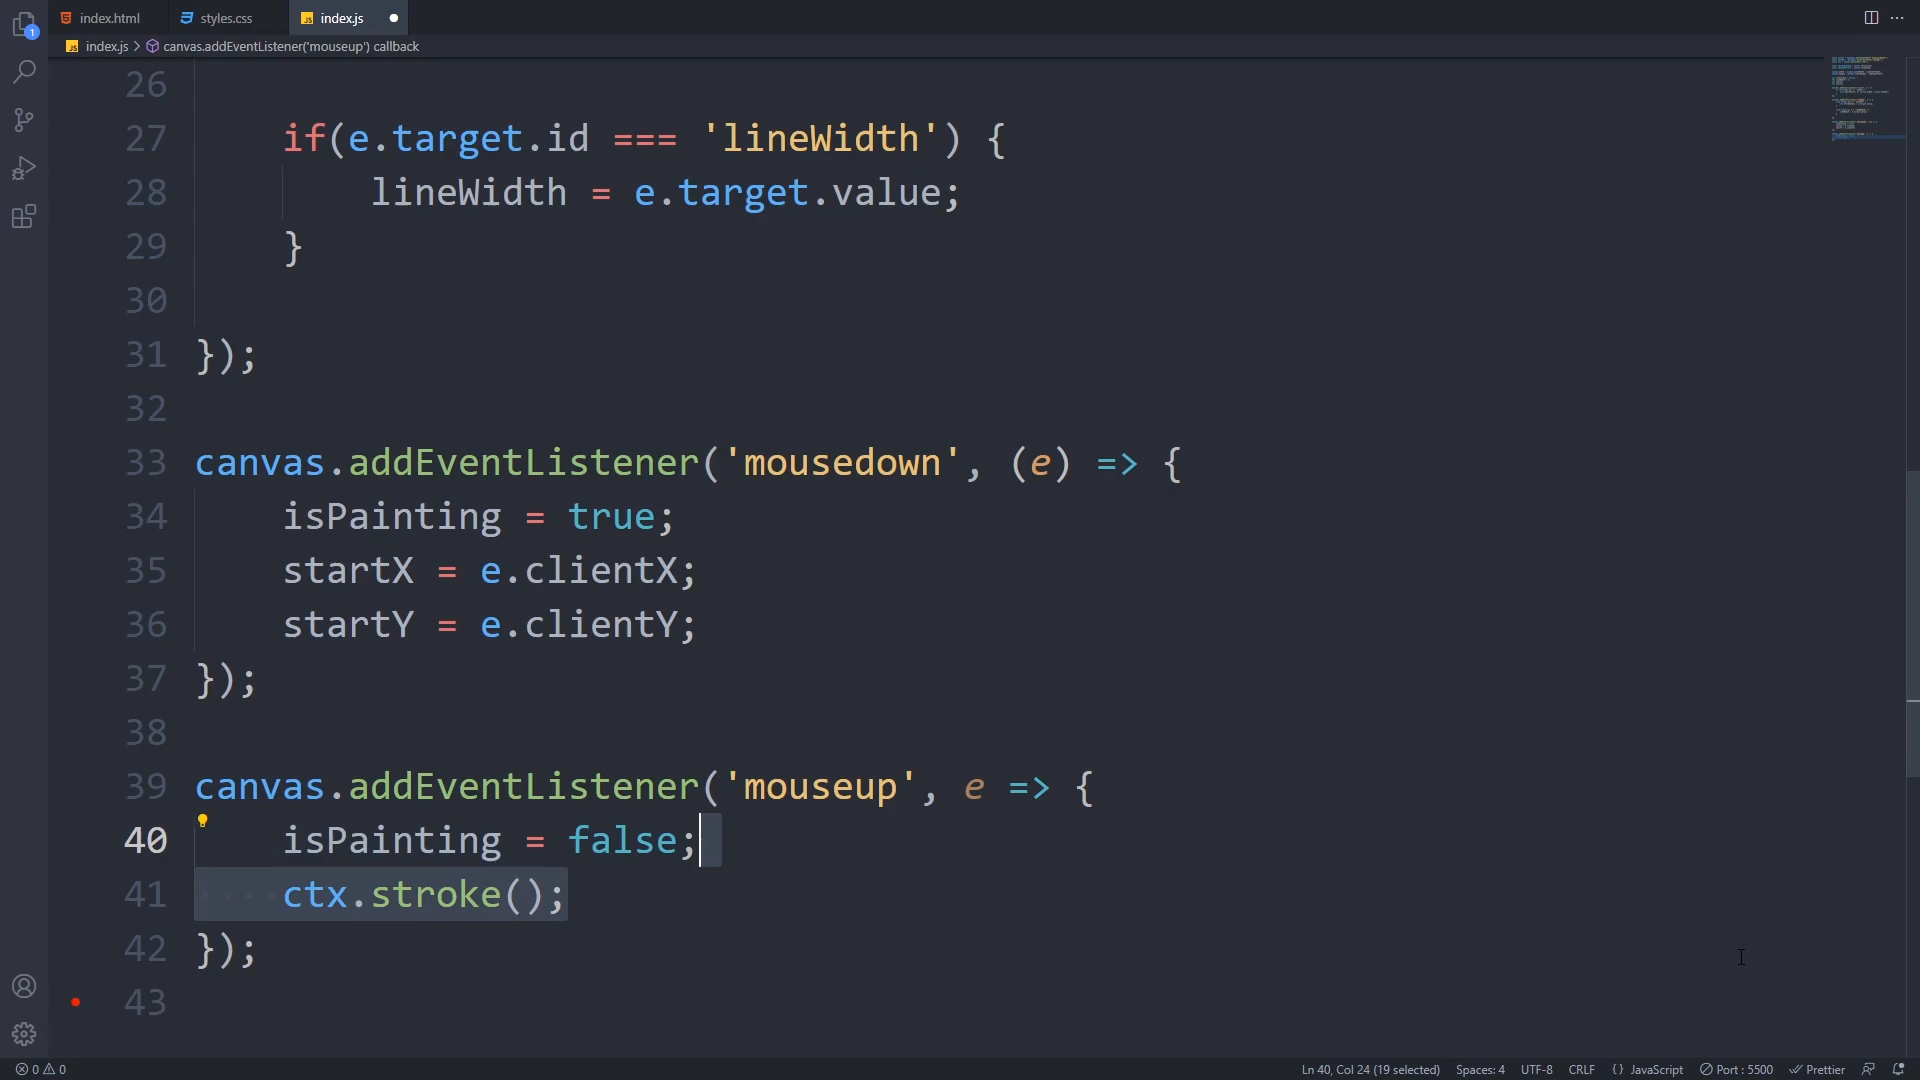 1
index.html
styles.css
JS index.js
JS index.js > canvas.addEventListener('mouseup') callback
26
27 if(e.target.id === 'lineWidth') {
28 lineWidth = e.target.value;
29 }
30
31 });
32
33 canvas.addEventListener('mousedown', (e) => {
34 isPainting = true;
35 startX = e.clientX;
36 startY = e.clientY;
37 });
38
39 canvas.addEventListener('mouseup', e => {
40 isPainting = false;
41 ctx.stroke();
42 });
43
0 0 Ln 40, Col 24 (19 selected) Spaces: 4 UTF-8 CRLF {} JavaScript Port : 5500 Prettier